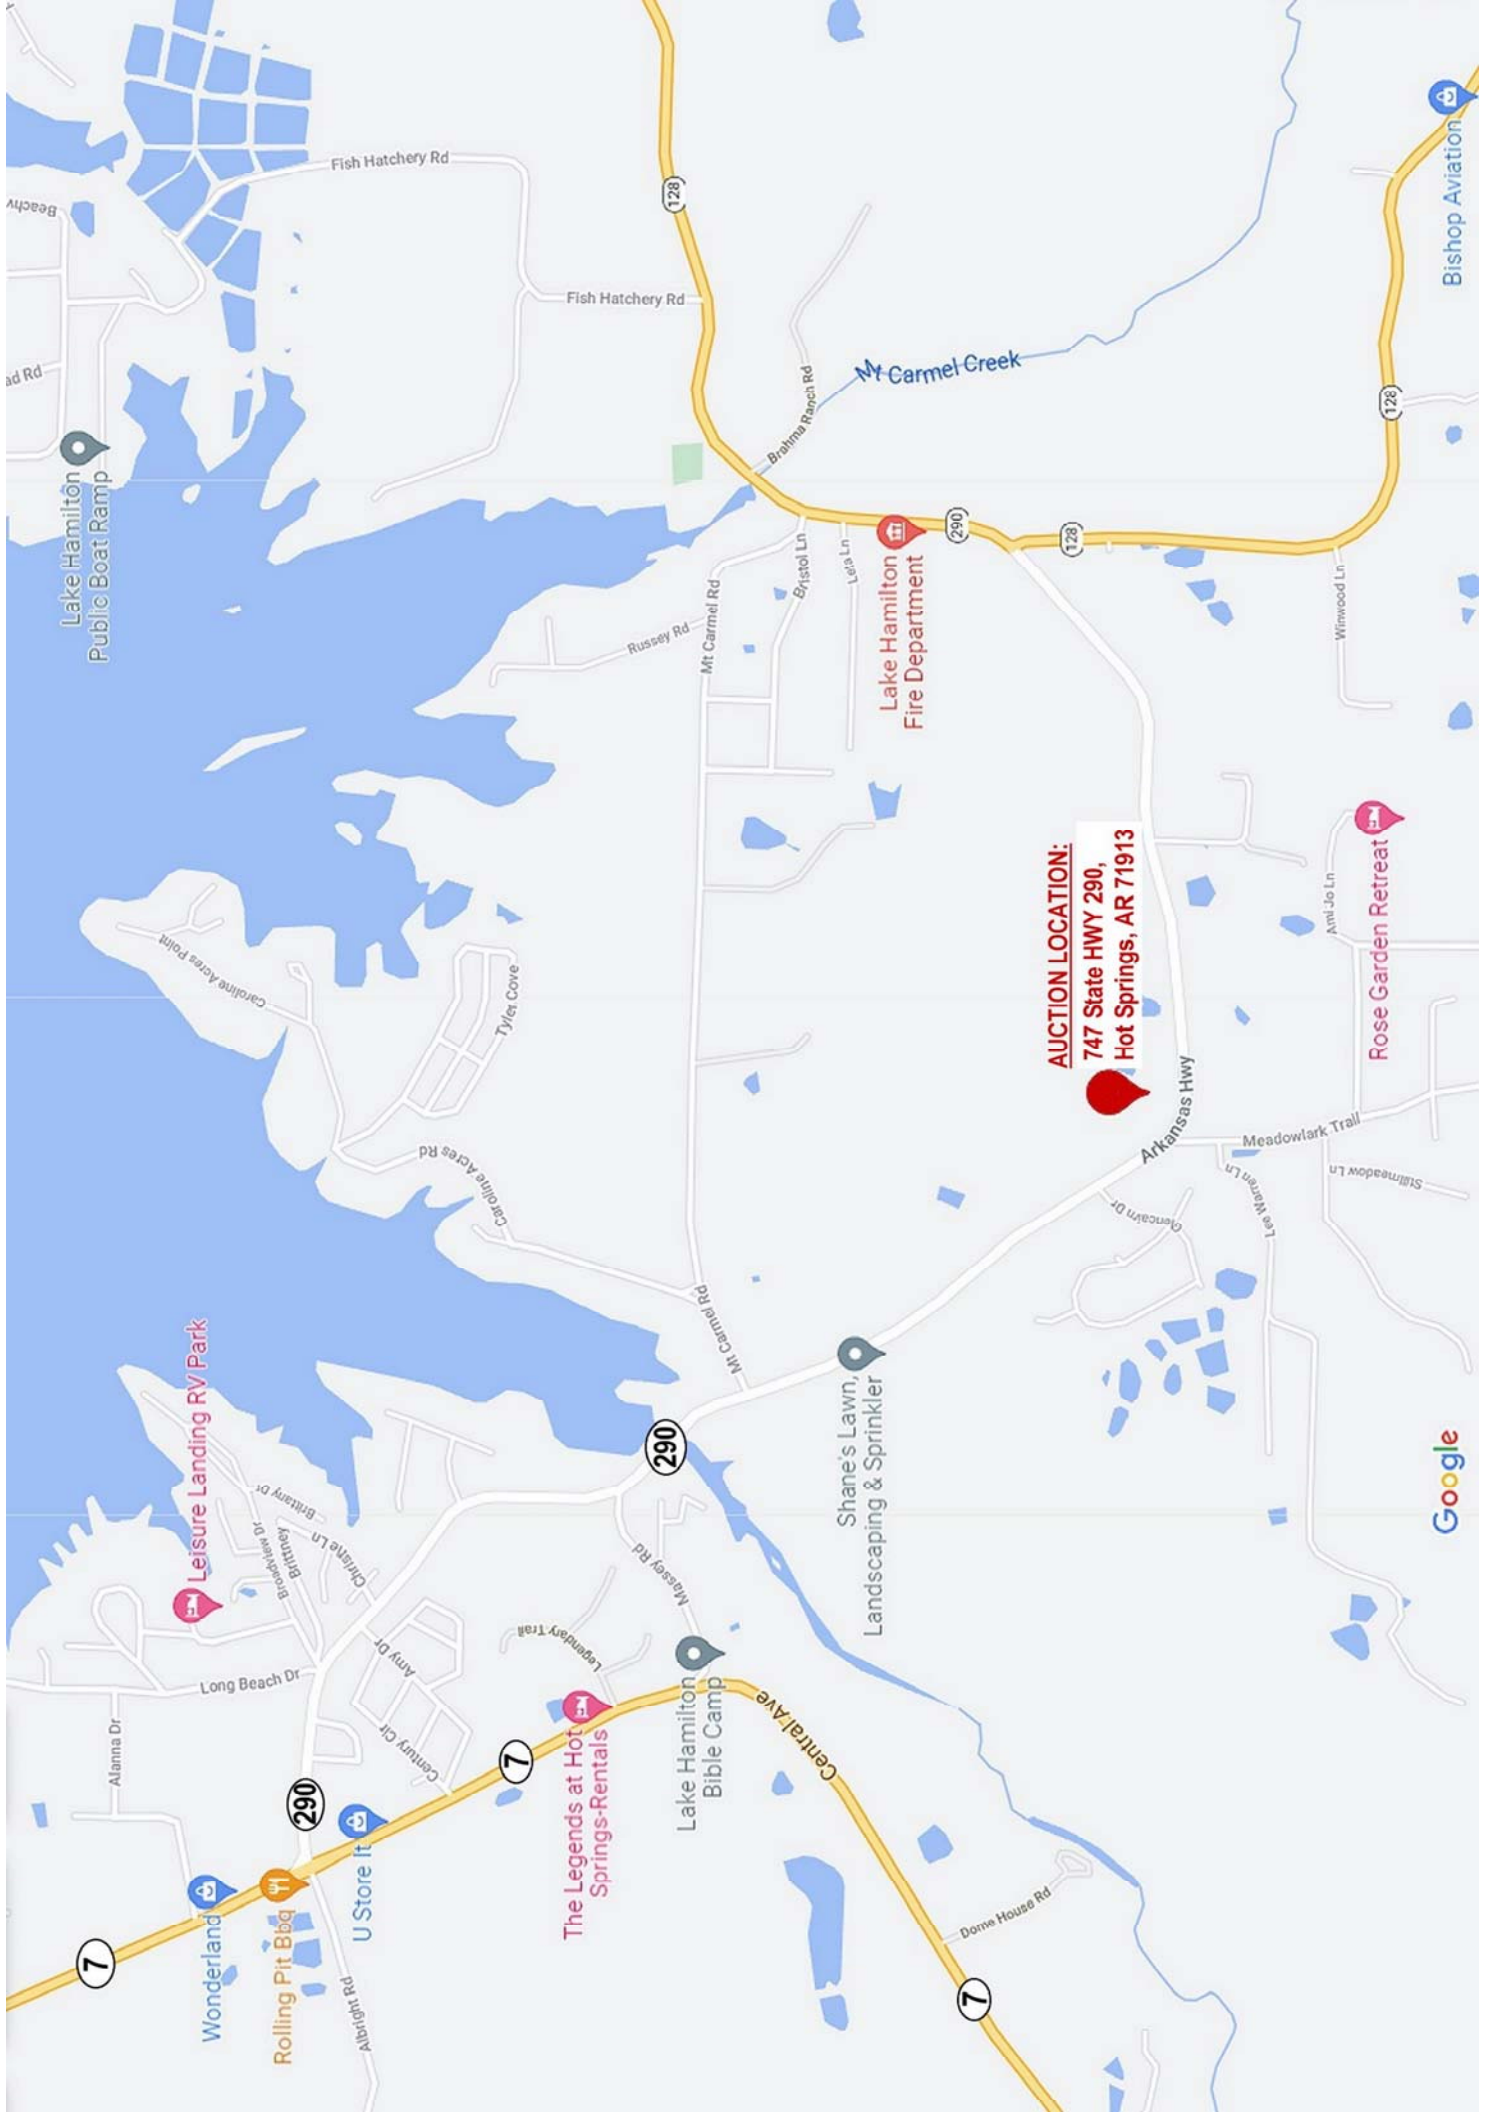 Beachv
Fish Hatchery Rd
128
ad Rd
Fish Hatchery Rd
Lake Hamilton
Public Boat Ramp
Brahma Ranch Rd
Mt Carmel Creek
Bishop Aviation
128
290
128
Bristol Ln
Leta Ln
Mt Carmel Rd
Russey Rd
Lake Hamilton
Fire Department
Winwood Ln
AUCTION LOCATION:
747 State HWY 290,
Hot Springs, AR 71913
Ami Jo Ln
Rose Garden Retreat
Caroline Acres Point
Tyler Cove
Caroline Acres Rd
Arkansas Hwy
Meadowlark Trail
Stillmeadow Ln
Lee Warren Ln
Glencairn Dr
Mt Carmel Rd
Shane's Lawn,
Landscaping & Sprinkler
290
Leisure Landing RV Park
Brittany Dr
Broadview Dr
Brittney
Christie Ln
Massey Rd
Legendary Trail
Amy Dr
Long Beach Dr
Century Cir
Alanna Dr
The Legends at Hot
Springs-Rentals
Lake Hamilton
Bible Camp
Central Ave
7
290
U Store It
Wonderland
Rolling Pit Bbq
7
Albright Rd
Dome House Rd
7
Google